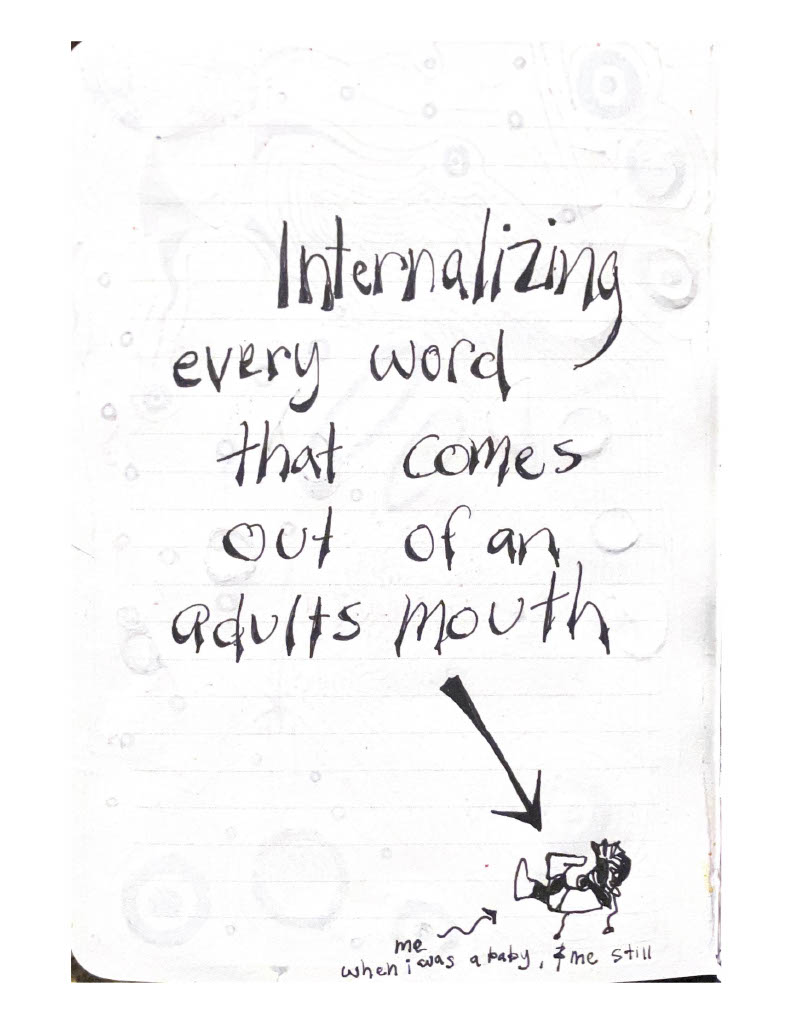 Internalizing
every word
that comes
out of an
adults mouth
me
when i was a baby, & me still